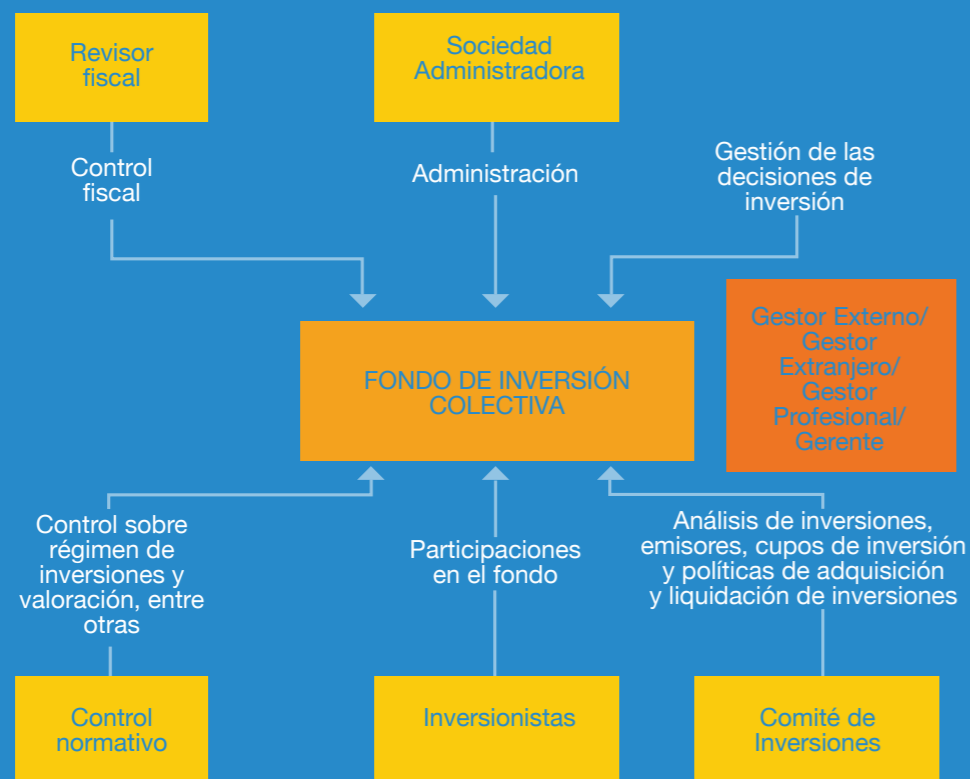 Revisor
fiscal
Sociedad
Administradora
Control
fiscal
Administración
Gestión de las
decisiones de
inversión
FONDO DE INVERSIÓN
COLECTIVA
Gestor Externo/
Gestor
Extranjero/
Gestor
Profesional/
Gerente
Control sobre
régimen de
inversiones y
valoración, entre
otras
Participaciones
en el fondo
Análisis de inversiones,
emisores, cupos de inversión
y políticas de adquisición
y liquidación de inversiones
Control
normativo
Inversionistas
Comité de
Inversiones